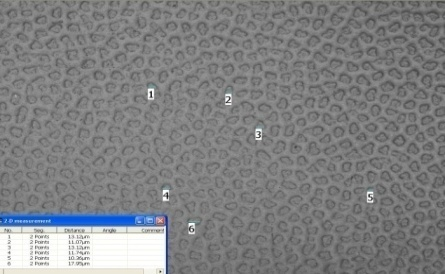 1
2
3
4
5
6
2 D measurement
No. Seg. Distance Angle Comment
1 2 Points 13.12μm
2 2 Points 11.07μm
3 2 Points 13.12μm
4 2 Points 11.74μm
5 2 Points 10.36μm
6 2 Points 17.95μm